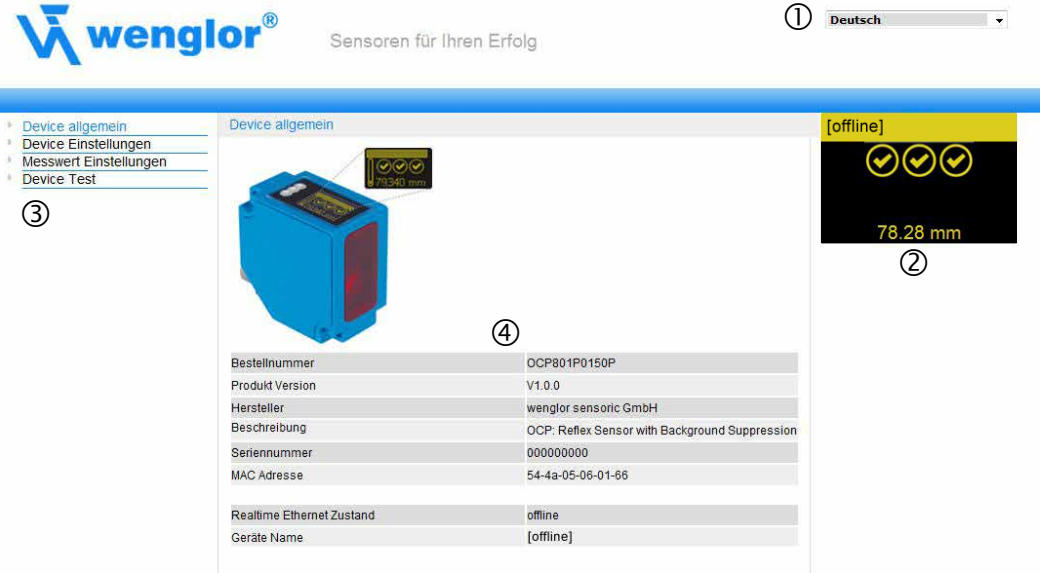 wenglor®
Sensoren für Ihren Erfolg
① Deutsch
Device allgemein
Device Einstellungen
Messwert Einstellungen
Device Test
③
Device allgemein
79,340 mm
④
Bestellnummer OCP801P0150P
Produkt Version V1.0.0
Hersteller wenglor sensoric GmbH
Beschreibung OCP: Reflex Sensor with Background Suppression
Seriennummer 000000000
MAC Adresse 54-4a-05-06-01-66
Realtime Ethernet Zustand offline
Geräte Name [offline]
[offline]
78.28 mm
②